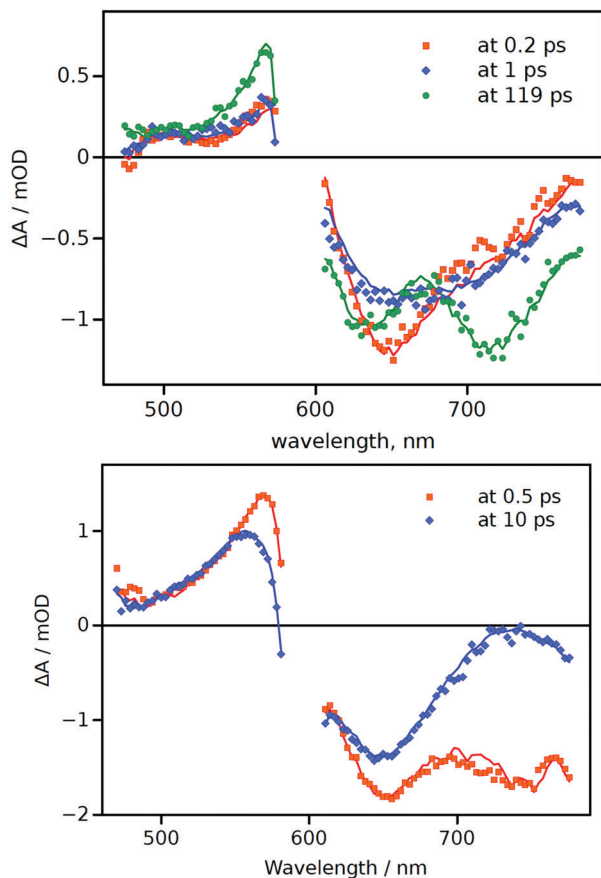 0.5
0
−0.5
−1
ΔA / mOD
at 0.2 ps
at 1 ps
at 119 ps
500
600
700
wavelength, nm
1
0
−1
−2
ΔA / mOD
at 0.5 ps
at 10 ps
500
600
700
Wavelength / nm